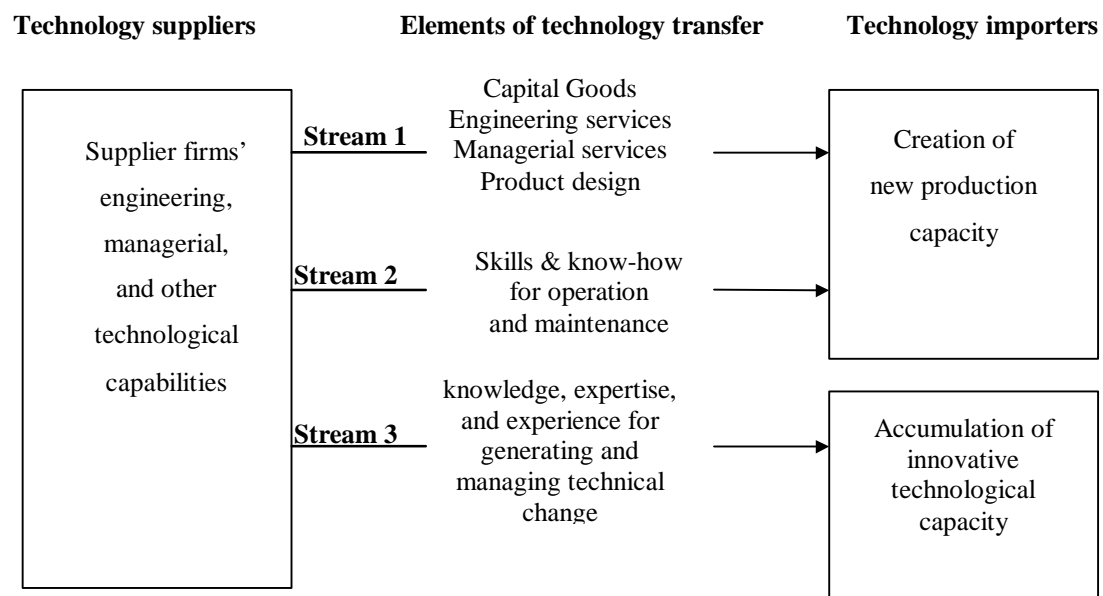 Technology suppliers
Elements of technology transfer
Technology importers
Supplier firms’
engineering,
managerial,
and other
technological
capabilities
Stream 1
Capital Goods
Engineering services
Managerial services
Product design
Creation of
new production
capacity
Stream 2
Skills & know-how
for operation
and maintenance
Stream 3
knowledge, expertise,
and experience for
generating and
managing technical
change
Accumulation of
innovative
technological
capacity